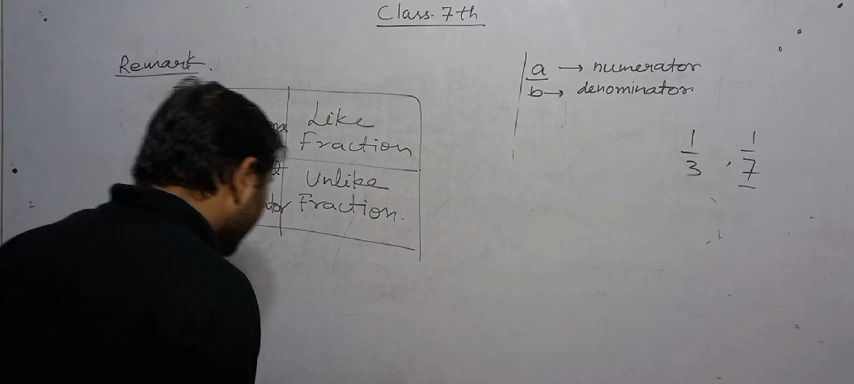 Class 7th
Remark.
a → numerator
b → denominator
Like
Fraction
Unlike
Fraction.
1/3 , 1/7